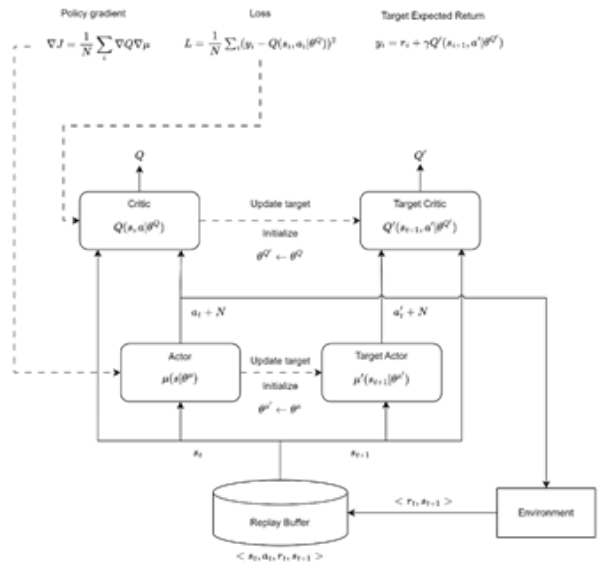 Policy gradient
Loss
Target Expected Return
∇J = 1/N ∑_i ∇Q∇μ
L = 1/N ∑_i(y_i − Q(s_i, a_i|θ^Q))²
y_i = r_i + γQ′(s_{i+1}, a′|θ^{Q′})
Q
Q′
Critic
Q(s, a|θ^Q)
Update target
Initialize
θ^{Q′} ← θ^Q
Target Critic
Q′(s_{t+1}, a′|θ^{Q′})
a_t + N
a′_t + N
Actor
μ(s|θ^μ)
Update target
Initialize
θ^{μ′} ← θ^μ
Target Actor
μ′(s_{t+1}|θ^{μ′})
s_t
s_{t+1}
Replay Buffer
< s_t, a_t, r_t, s_{t+1} >
< r_t, s_{t+1} >
Environment